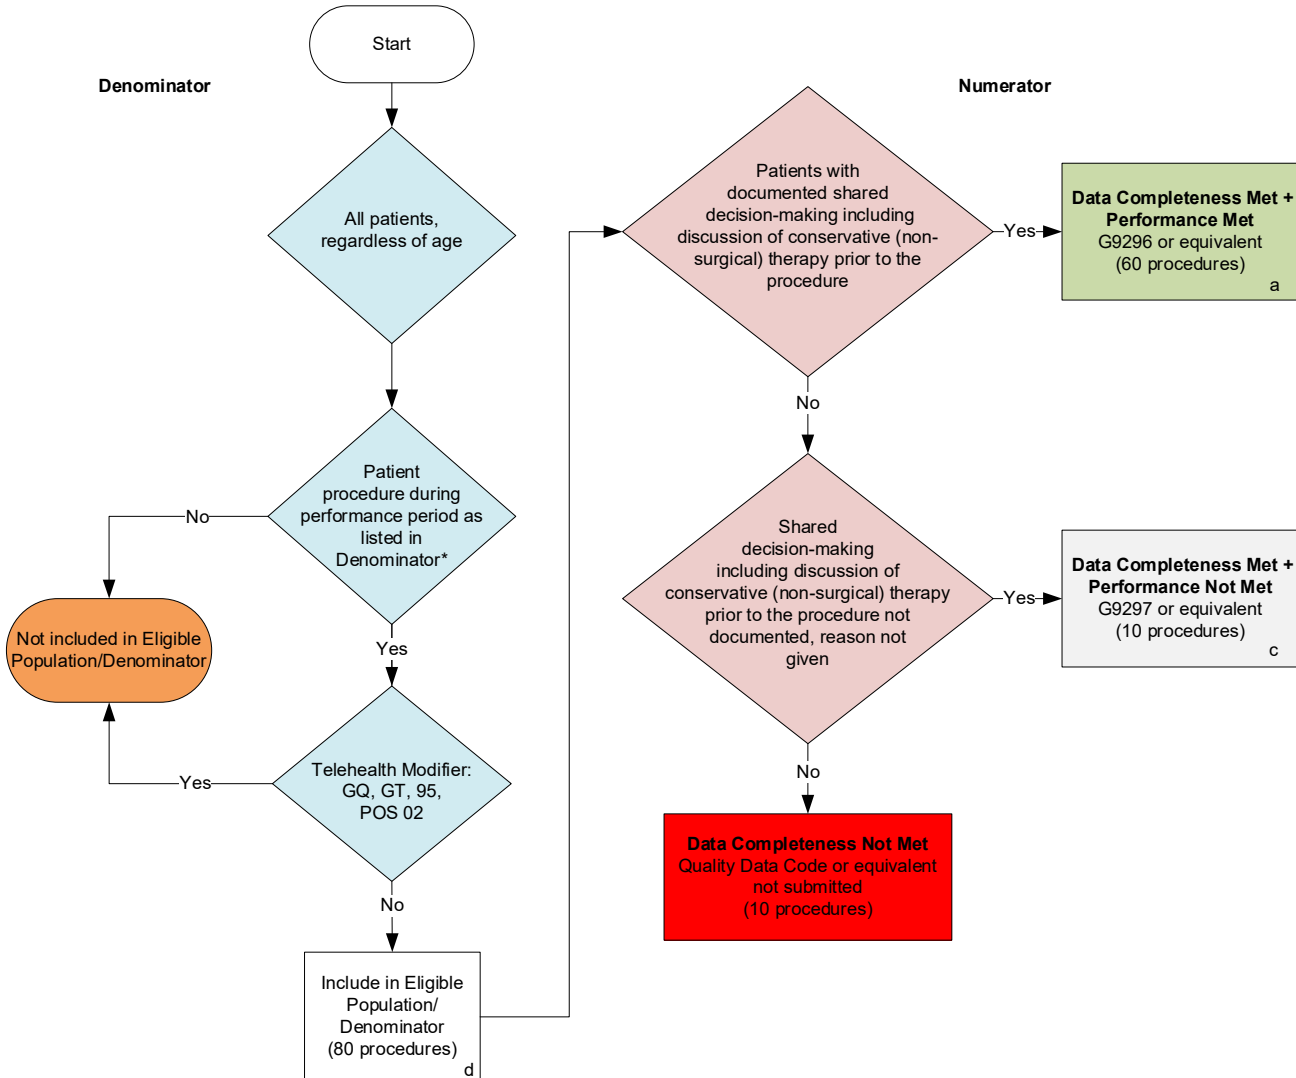 Start
Denominator
All patients,
regardless of age
Patient
procedure during
performance period as
listed in
Denominator*
No
Not included in Eligible
Population/Denominator
Yes
Telehealth Modifier:
GQ, GT, 95,
POS 02
Yes
No
Include in Eligible
Population/
Denominator
(80 procedures)
d
Numerator
Patients with
documented shared
decision-making including
discussion of conservative (non-
surgical) therapy prior to the
procedure
Yes
Data Completeness Met +
Performance Met
G9296 or equivalent
(60 procedures)
a
No
Shared
decision-making
including discussion of
conservative (non-surgical) therapy
prior to the procedure not
documented, reason not
given
Yes
Data Completeness Met +
Performance Not Met
G9297 or equivalent
(10 procedures)
c
No
Data Completeness Not Met
Quality Data Code or equivalent
not submitted
(10 procedures)